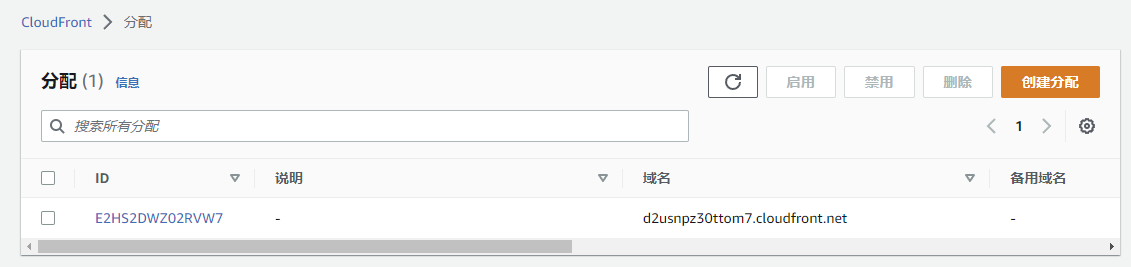 CloudFront > 分配
分配 (1) 信息
启用 禁用 删除 创建分配
搜索所有分配
1
ID 说明 域名 备用域名
E2HS2DWZ02RVW7 - d2usnpz30ttom7.cloudfront.net -